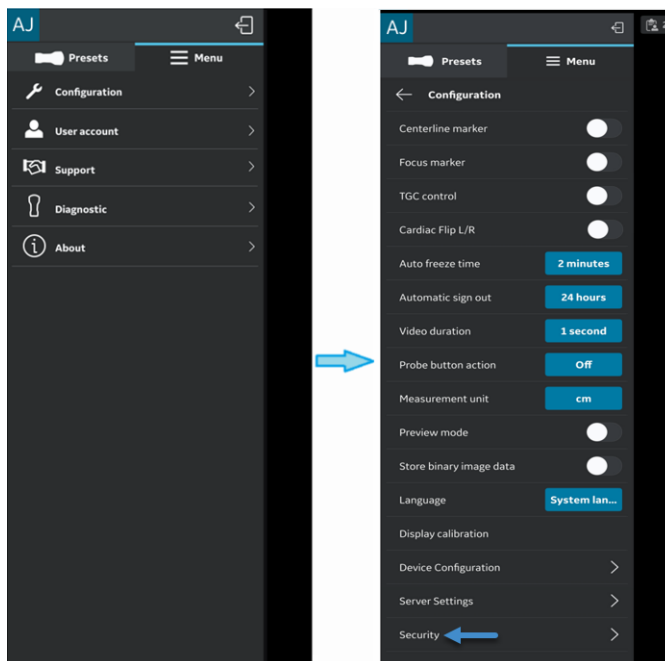 AJ
Presets
Menu
Configuration
User account
Support
Diagnostic
About
AJ
Presets
Menu
Configuration
Centerline marker
Focus marker
TGC control
Cardiac Flip L/R
Auto freeze time 2 minutes
Automatic sign out 24 hours
Video duration 1 second
Probe button action Off
Measurement unit cm
Preview mode
Store binary image data
Language System lan...
Display calibration
Device Configuration
Server Settings
Security